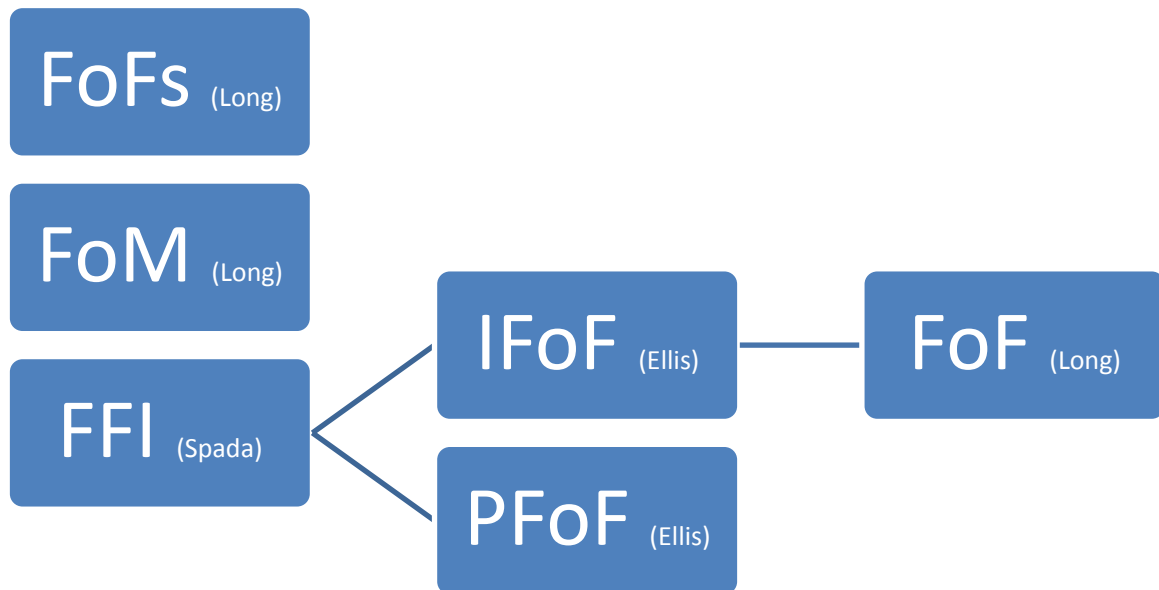 FoFs (Long)
FoM (Long)
FFI (Spada)
IFoF (Ellis)
PFoF (Ellis)
FoF (Long)